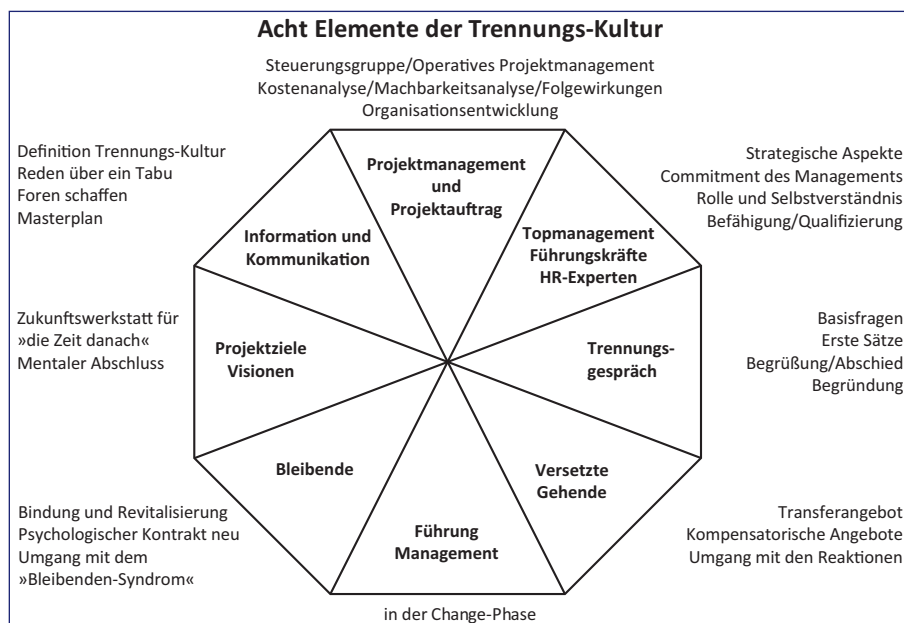 Acht Elemente der Trennungs-Kultur
Steuerungsgruppe/Operatives Projektmanagement
Kostenanalyse/Machbarkeitsanalyse/Folgewirkungen
Organisationsentwicklung
Projektmanagement
und
Projektauftrag
Strategische Aspekte
Commitment des Managements
Rolle und Selbstverständnis
Befähigung/Qualifizierung
Topmanagement
Führungskräfte
HR-Experten
Basisfragen
Erste Sätze
Begrüßung/Abschied
Begründung
Trennungs-
gespräch
Transferangebot
Kompensatorische Angebote
Umgang mit den Reaktionen
Versetzte
Gehende
Führung
Management
in der Change-Phase
Bleibende
Bindung und Revitalisierung
Psychologischer Kontrakt neu
Umgang mit dem
»Bleibenden-Syndrom«
Projektziele
Visionen
Zukunftswerkstatt für
»die Zeit danach«
Mentaler Abschluss
Information und
Kommunikation
Definition Trennungs-Kultur
Reden über ein Tabu
Foren schaffen
Masterplan